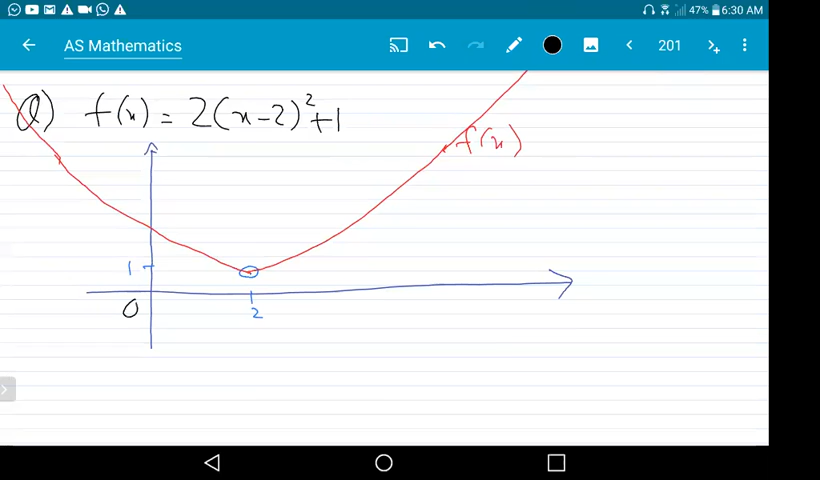 47% 6:30 AM
AS Mathematics
201
Q) f(x) = 2(x-2)²+1
f(x)
1
0
2